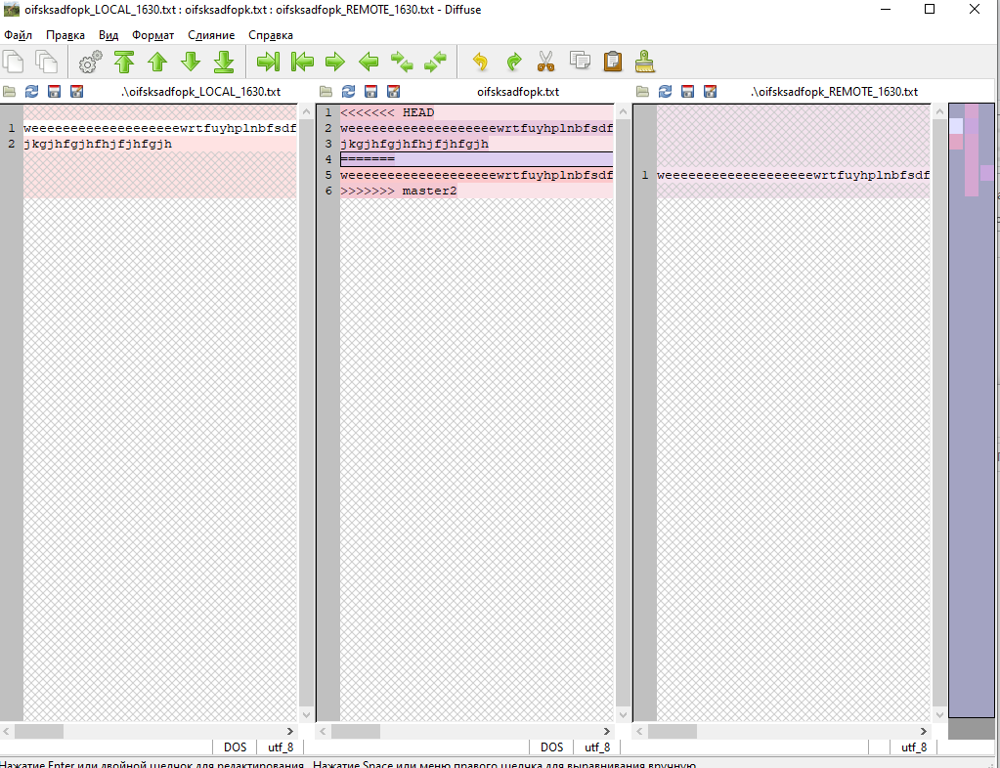 oifsksadfopk_LOCAL_1630.txt : oifsksadfopk.txt : oifsksadfopk_REMOTE_1630.txt - Diffuse
Файл Правка Вид Формат Слияние Справка
.\oifsksadfopk_LOCAL_1630.txt oifsksadfopk.txt .\oifsksadfopk_REMOTE_1630.txt
1 <<<<<<< HEAD
1 weeeeeeeeeeeeeeeeeeewrtfuyhplnbfsdf 2 weeeeeeeeeeeeeeeeeeewrtfuyhplnbfsdf
2 jkgjhfgjhfhjfjhfgjh 3 jkgjhfgjhfhjfjhfgjh
4 =======
5 weeeeeeeeeeeeeeeeeeewrtfuyhplnbfsdf 1 weeeeeeeeeeeeeeeeeeewrtfuyhplnbfsdf
6 >>>>>>> master2
DOS utf_8 DOS utf_8 utf_8
Нажатие Enter или двойной щелчок для редактирования. Нажатие Space или меню правого щелчка для выравнивания вручную.